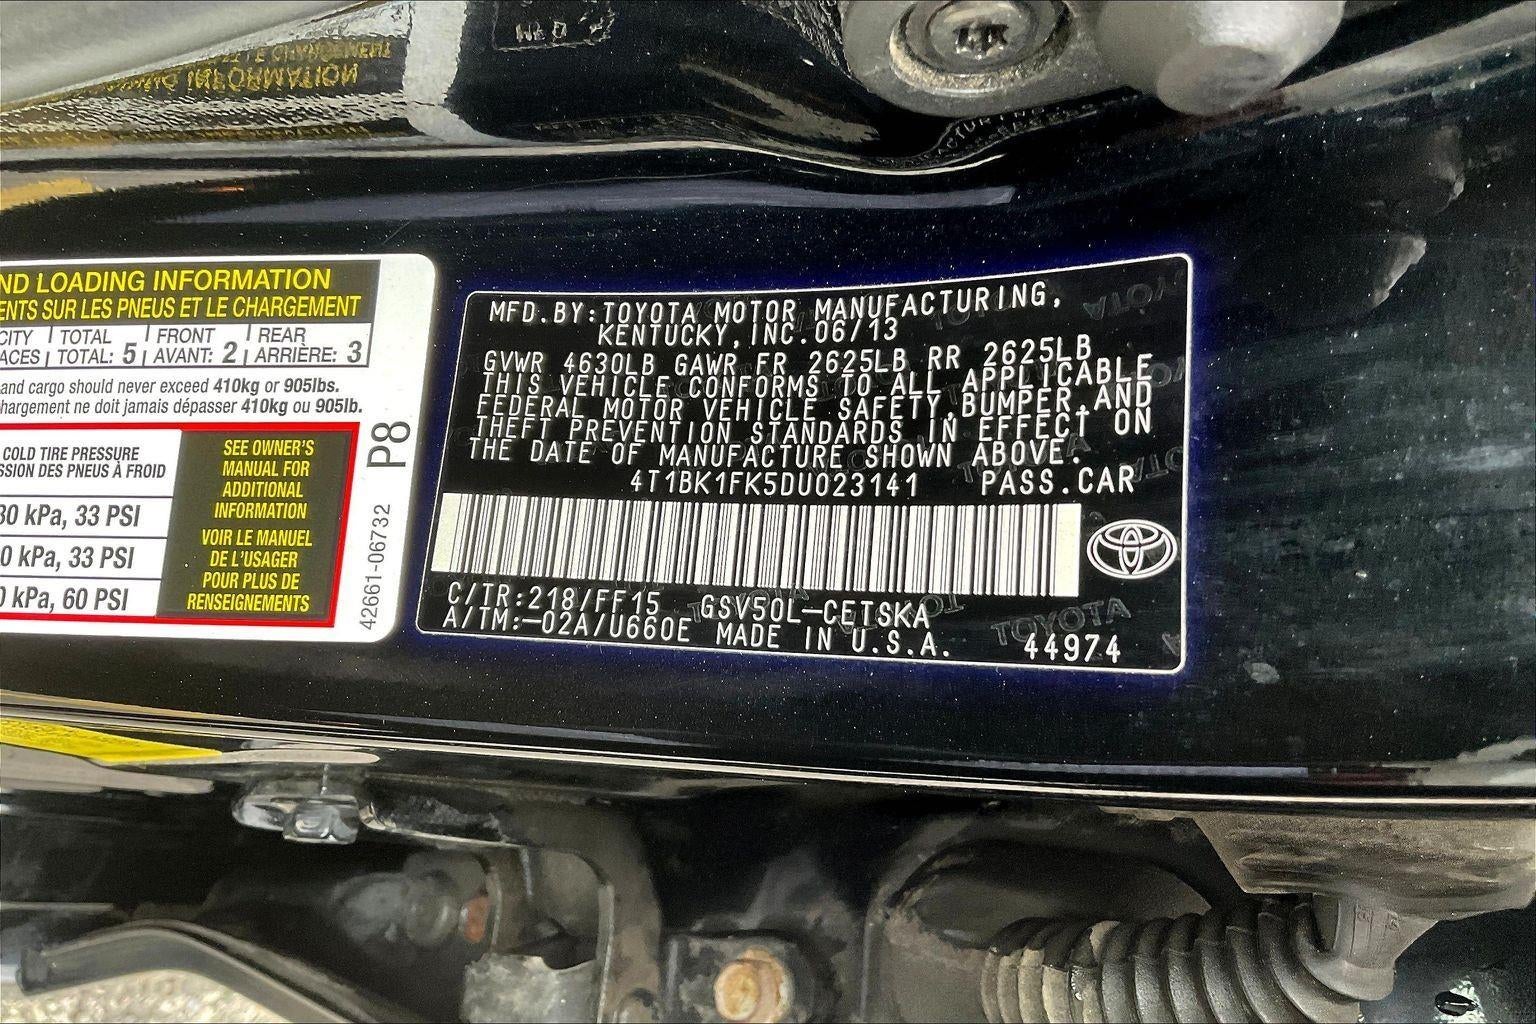 ND LOADING INFORMATION
ENTS SUR LES PNEUS ET LE CHARGEMENT
CITY TOTAL FRONT REAR
ACES TOTAL: 5 AVANT: 2 ARRIÈRE: 3
and cargo should never exceed 410kg or 905lbs.
hargement ne doit jamais dépasser 410kg ou 905lb.
COLD TIRE PRESSURE
SSION DES PNEUS À FROID
30 kPa, 33 PSI
0 kPa, 33 PSI
0 kPa, 60 PSI
SEE OWNER'S
MANUAL FOR
ADDITIONAL
INFORMATION
VOIR LE MANUEL
DE L'USAGER
POUR PLUS DE
RENSEIGNEMENTS
P8
42661-06732
MFD.BY:TOYOTA MOTOR MANUFACTURING,
KENTUCKY,INC.06/13
GVWR 4630LB GAWR FR 2625LB RR 2625LB
THIS VEHICLE CONFORMS TO ALL APPLICABLE
FEDERAL MOTOR VEHICLE SAFETY,BUMPER,AND
THEFT PREVENTION STANDARDS IN EFFECT ON
THE DATE OF MANUFACTURE SHOWN ABOVE.
4T1BK1FK5DU023141 PASS.CAR
C/TR:218/FF15 GSV50L-CETSKA
A/TM:-02A/U660E MADE IN U.S.A.
44974
TOYOTA